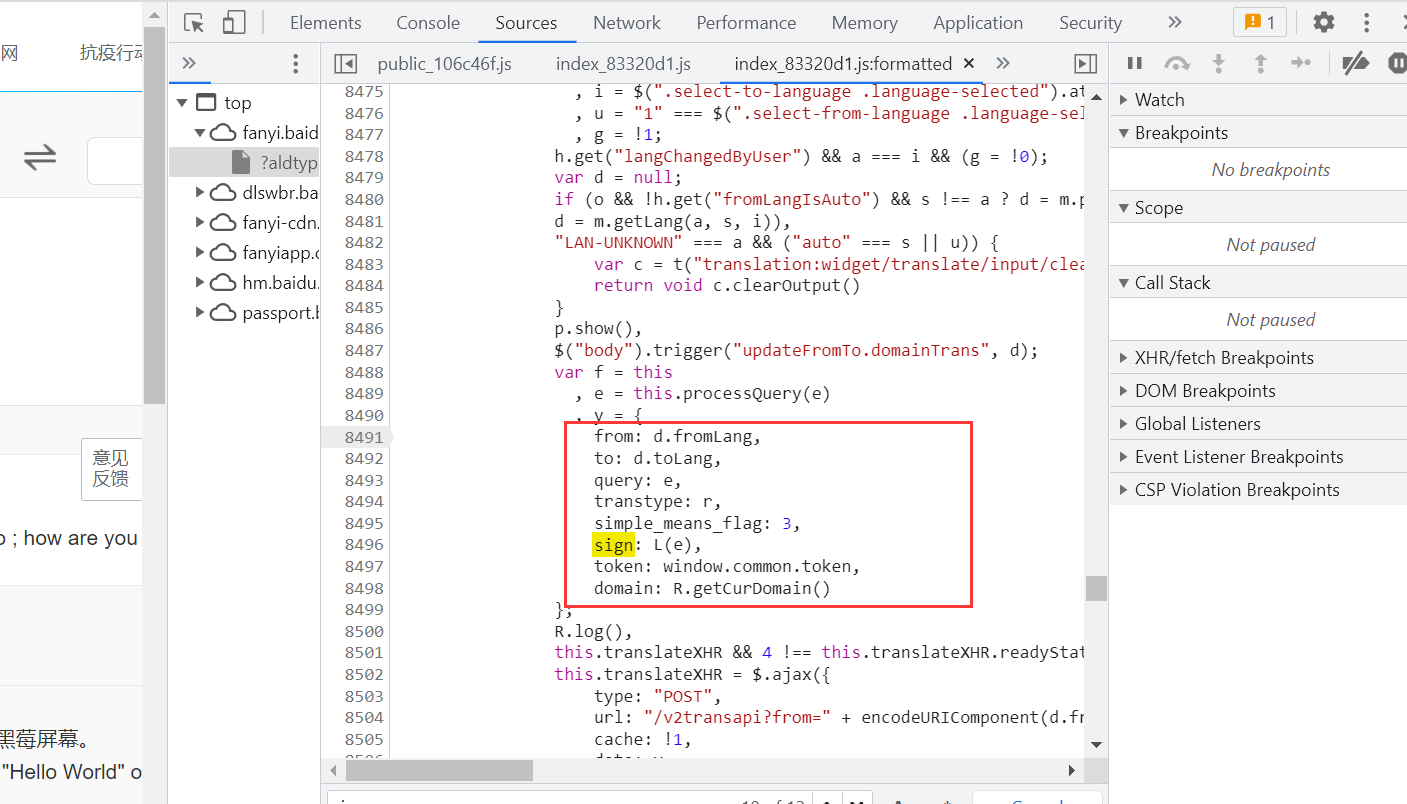 Elements Console Sources Network Performance Memory Application Security 1
网 抗疫行动
public_106c46f.js index_83320d1.js index_83320d1.js:formatted
top
fanyi.baid
?aldtyp
dlswbr.ba
fanyi-cdn.
fanyiapp.c
hm.baidu.
passport.b
意见
反馈
o ; how are you
黑莓屏幕。
"Hello World" o
8475 , i = $(".select-to-language .language-selected").at
8476 , u = "1" === $(".select-from-language .language-sel
8477 , g = !1;
8478 h.get("langChangedByUser") && a === i && (g = !0);
8479 var d = null;
8480 if (o && !h.get("fromLangIsAuto") && s !== a ? d = m.p
8481 d = m.getLang(a, s, i)),
8482 "LAN-UNKNOWN" === a && ("auto" === s || u)) {
8483 var c = t("translation:widget/translate/input/clea
8484 return void c.clearOutput()
8485 }
8486 p.show(),
8487 $("body").trigger("updateFromTo.domainTrans", d);
8488 var f = this
8489 , e = this.processQuery(e)
8490 , y = {
8491 from: d.fromLang,
8492 to: d.toLang,
8493 query: e,
8494 transtype: r,
8495 simple_means_flag: 3,
8496 sign: L(e),
8497 token: window.common.token,
8498 domain: R.getCurDomain()
8499 };
8500 R.log(),
8501 this.translateXHR && 4 !== this.translateXHR.readyStat
8502 this.translateXHR = $.ajax({
8503 type: "POST",
8504 url: "/v2transapi?from=" + encodeURIComponent(d.fr
8505 cache: !1,
Watch
Breakpoints
No breakpoints
Scope
Not paused
Call Stack
Not paused
XHR/fetch Breakpoints
DOM Breakpoints
Global Listeners
Event Listener Breakpoints
CSP Violation Breakpoints